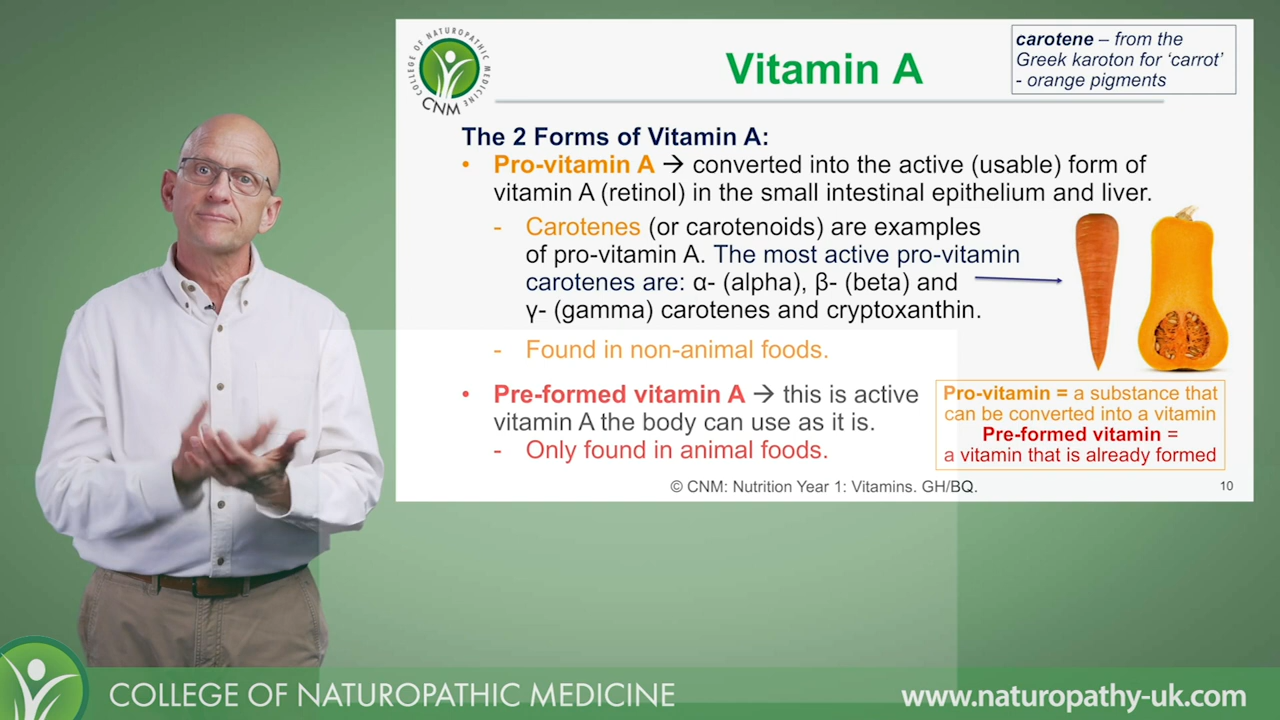 COLLEGE OF NATUROPATHIC MEDICINE
CNM
Vitamin A
carotene – from the
Greek karoton for ‘carrot’
- orange pigments
The 2 Forms of Vitamin A:
• Pro-vitamin A → converted into the active (usable) form of
vitamin A (retinol) in the small intestinal epithelium and liver.
- Carotenes (or carotenoids) are examples
of pro-vitamin A. The most active pro-vitamin
carotenes are: α- (alpha), β- (beta) and
γ- (gamma) carotenes and cryptoxanthin.
- Found in non-animal foods.
• Pre-formed vitamin A → this is active
vitamin A the body can use as it is.
- Only found in animal foods.
Pro-vitamin = a substance that
can be converted into a vitamin
Pre-formed vitamin =
a vitamin that is already formed
© CNM: Nutrition Year 1: Vitamins. GH/BQ.
10
COLLEGE OF NATUROPATHIC MEDICINE
www.naturopathy-uk.com